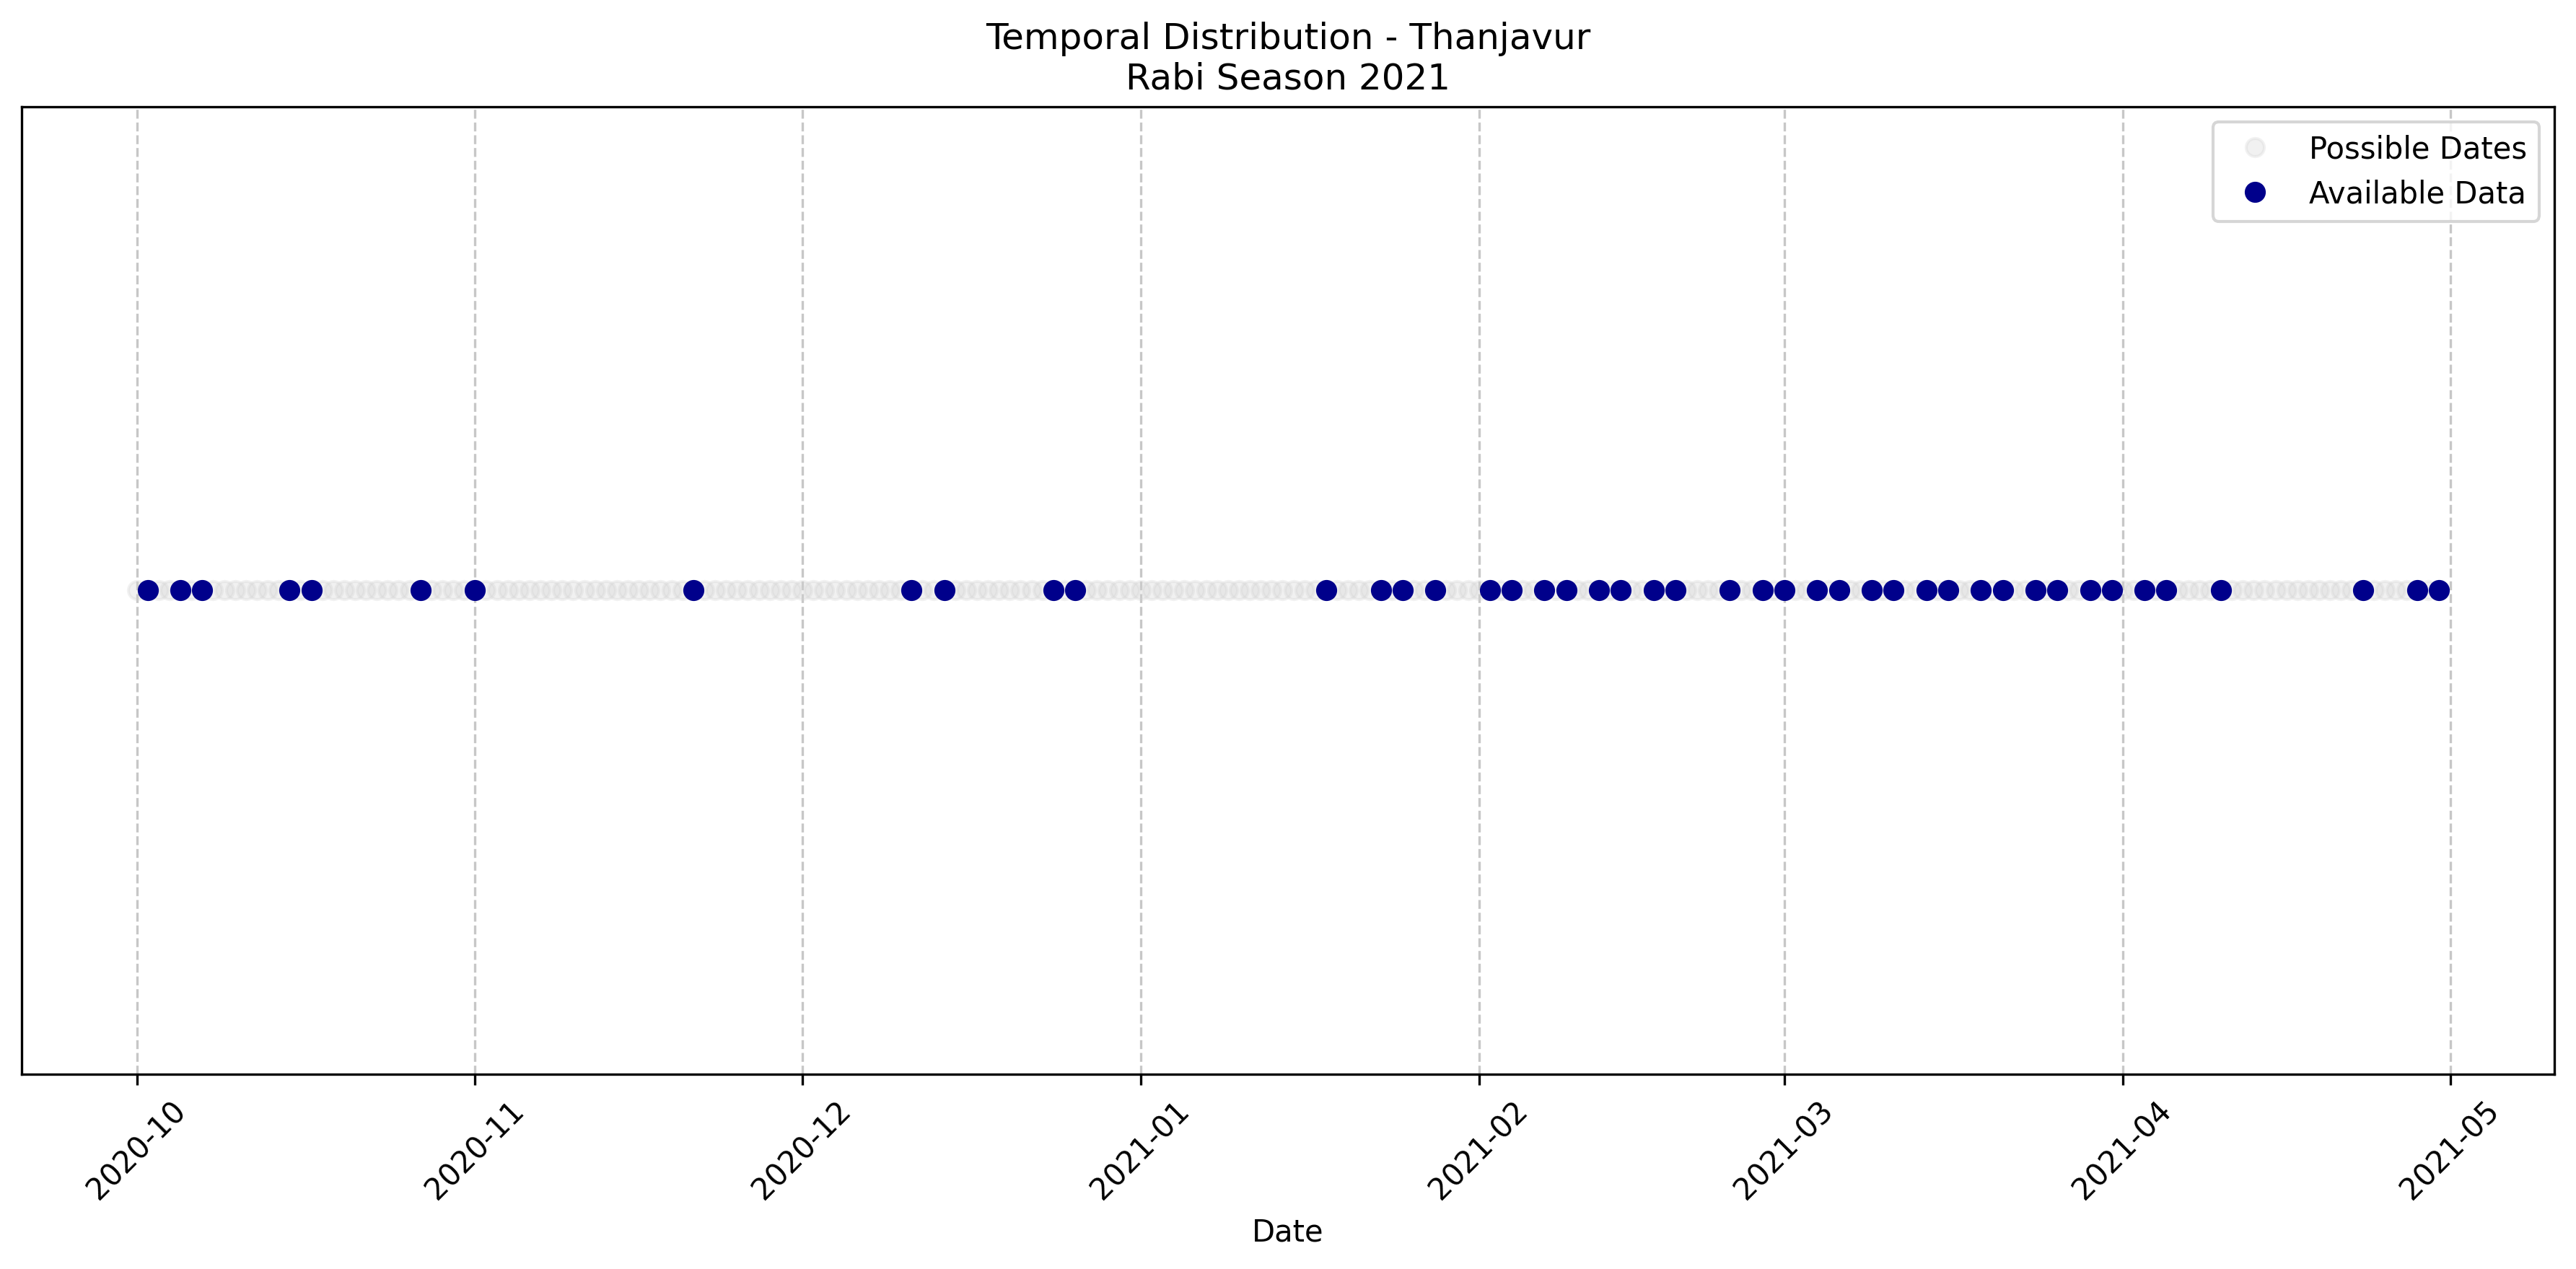 Temporal Distribution - Thanjavur
Rabi Season 2021
Possible Dates
Available Data
2020-10
2020-11
2020-12
2021-01
2021-02
2021-03
2021-04
2021-05
Date